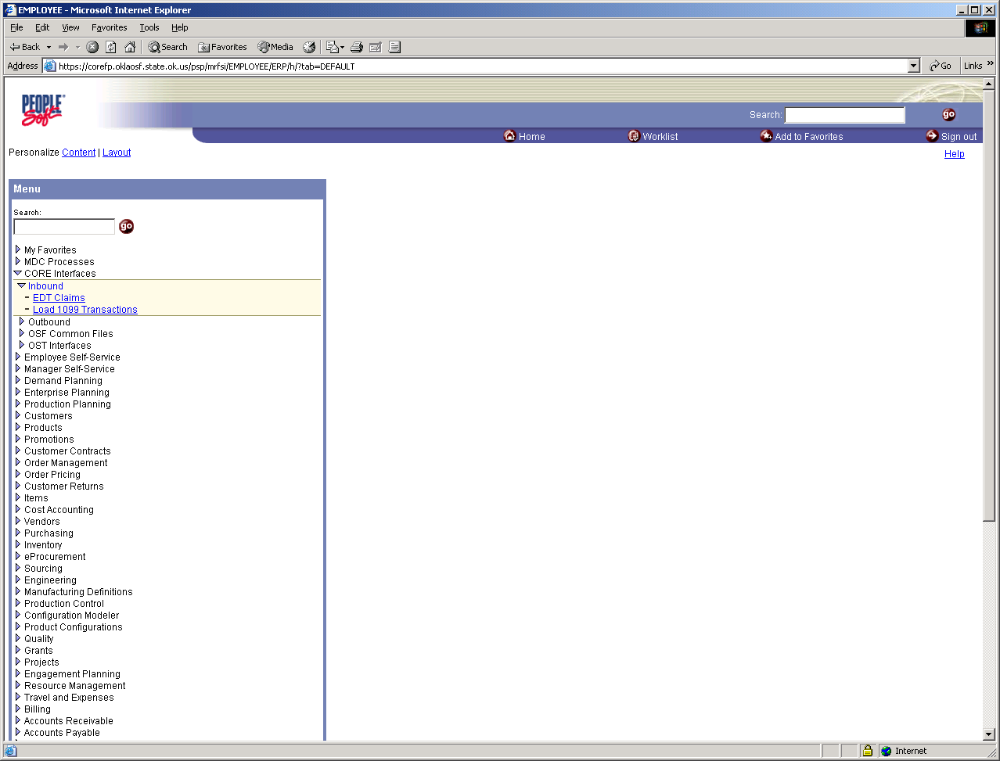 EMPLOYEE - Microsoft Internet Explorer
File Edit View Favorites Tools Help
Back Search Favorites Media
Address https://corefp.oklaosf.state.ok.us/psp/mrfsi/EMPLOYEE/ERP/h/?tab=DEFAULT Go Links »
PEOPLE
Soft
Search: go
Home Worklist Add to Favorites Sign out
Personalize Content | Layout Help
Menu
Search:
go
My Favorites
MDC Processes
CORE Interfaces
Inbound
- EDT Claims
- Load 1099 Transactions
Outbound
OSF Common Files
OST Interfaces
Employee Self-Service
Manager Self-Service
Demand Planning
Enterprise Planning
Production Planning
Customers
Products
Promotions
Customer Contracts
Order Management
Order Pricing
Customer Returns
Items
Cost Accounting
Vendors
Purchasing
Inventory
eProcurement
Sourcing
Engineering
Manufacturing Definitions
Production Control
Configuration Modeler
Product Configurations
Quality
Grants
Projects
Engagement Planning
Resource Management
Travel and Expenses
Billing
Accounts Receivable
Accounts Payable
Internet